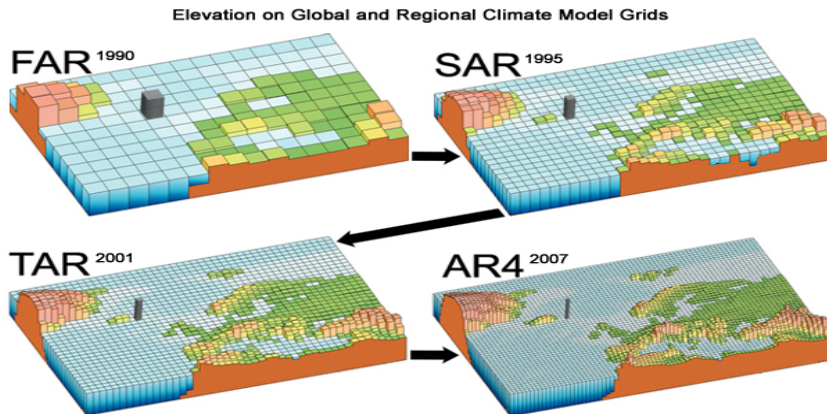 Elevation on Global and Regional Climate Model Grids
FAR 1990
SAR 1995
TAR 2001
AR4 2007